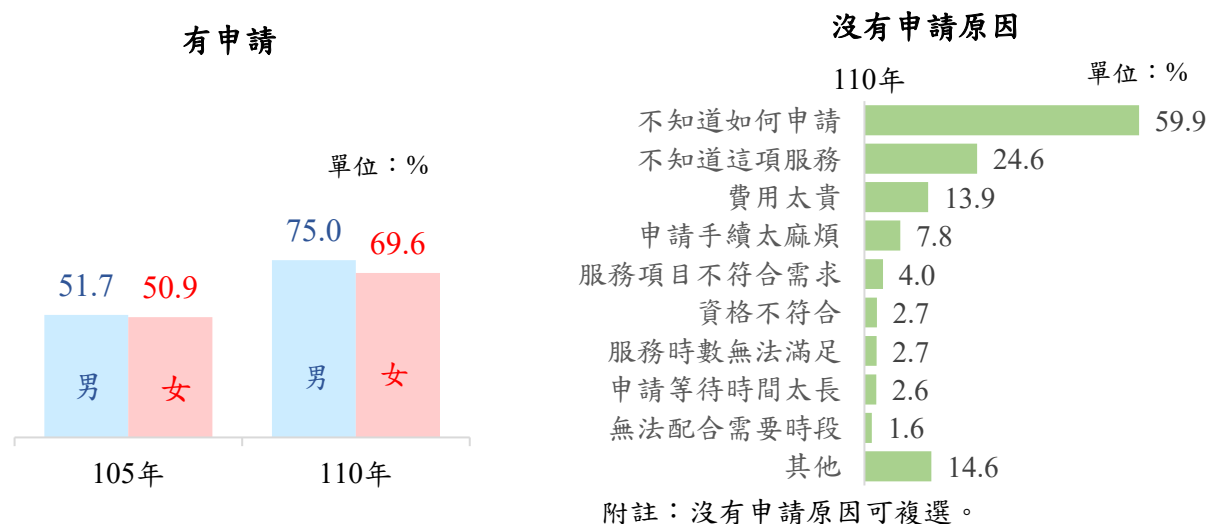 有申請
單位：%
51.7
50.9
75.0
69.6
男
女
男
女
105年
110年
沒有申請原因
110年
單位：%
不知道如何申請 59.9
不知道這項服務 24.6
費用太貴 13.9
申請手續太麻煩 7.8
服務項目不符合需求 4.0
資格不符合 2.7
服務時數無法滿足 2.7
申請等待時間太長 2.6
無法配合需要時段 1.6
其他 14.6
附註：沒有申請原因可複選。